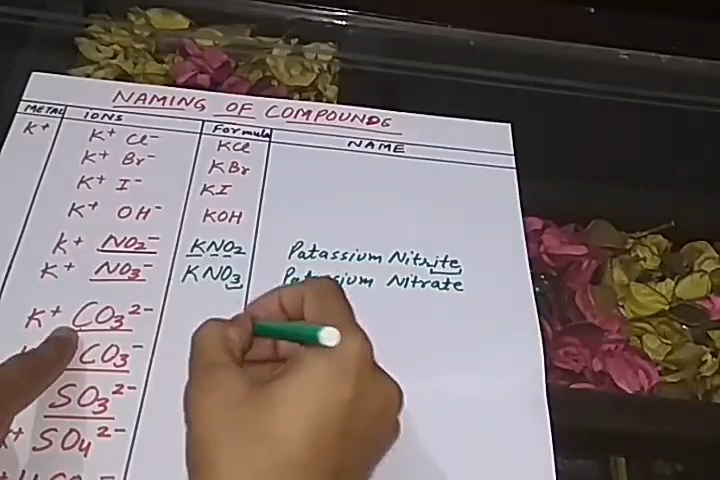 NAMING OF COMPOUNDS
METAL IONS Formula NAME
K+ K+ Cl- KCl
K+ Br- KBr
K+ I- KI
K+ OH- KOH
K+ NO2- KNO2 Patassium Nitrite
K+ NO3- KNO3 Nitrate
K+ CO3 2-
CO3-
SO3 2-
SO4 2-